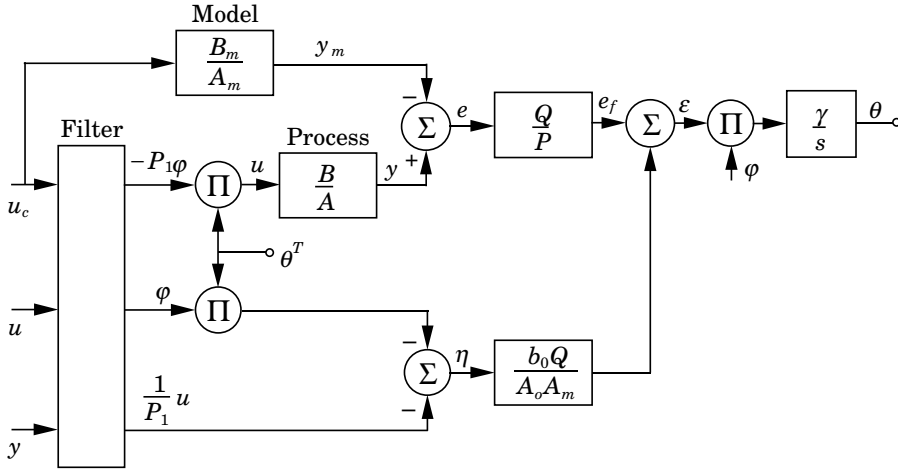 Model
B_m
A_m
y_m
−
Σ
+
e
Q
P
e_f
Σ
ε
Π
φ
γ
s
θ
Filter
u_c
−P_1φ
Π
u
Process
B
A
y
θ^T
u
φ
Π
−
Σ
−
η
b_0Q
A_oA_m
1
P_1
u
y